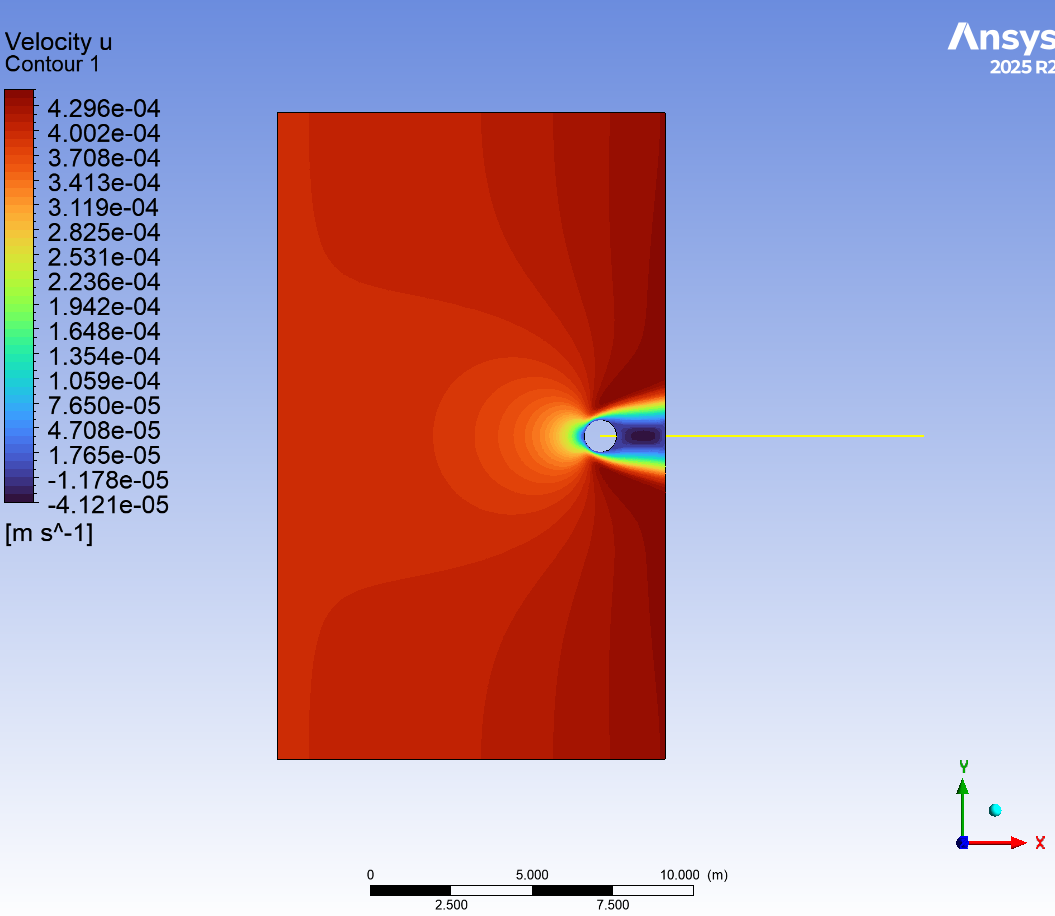 Velocity u
Contour 1
4.296e-04
4.002e-04
3.708e-04
3.413e-04
3.119e-04
2.825e-04
2.531e-04
2.236e-04
1.942e-04
1.648e-04
1.354e-04
1.059e-04
7.650e-05
4.708e-05
1.765e-05
-1.178e-05
-4.121e-05
[m s^-1]
Ansys
2025 R2
Y
X
0 5.000 10.000 (m)
2.500 7.500